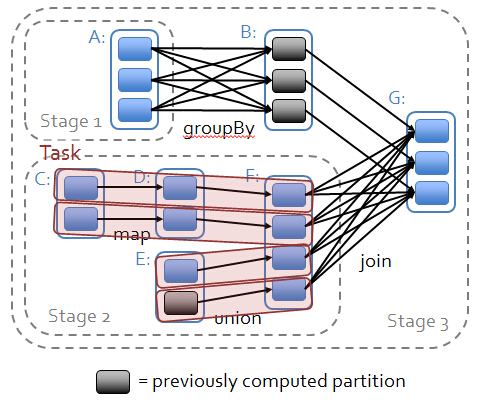 A:
B:
G:
Stage 1
groupBy
Task
C:
D:
F:
map
E:
join
Stage 2
union
Stage 3
= previously computed partition